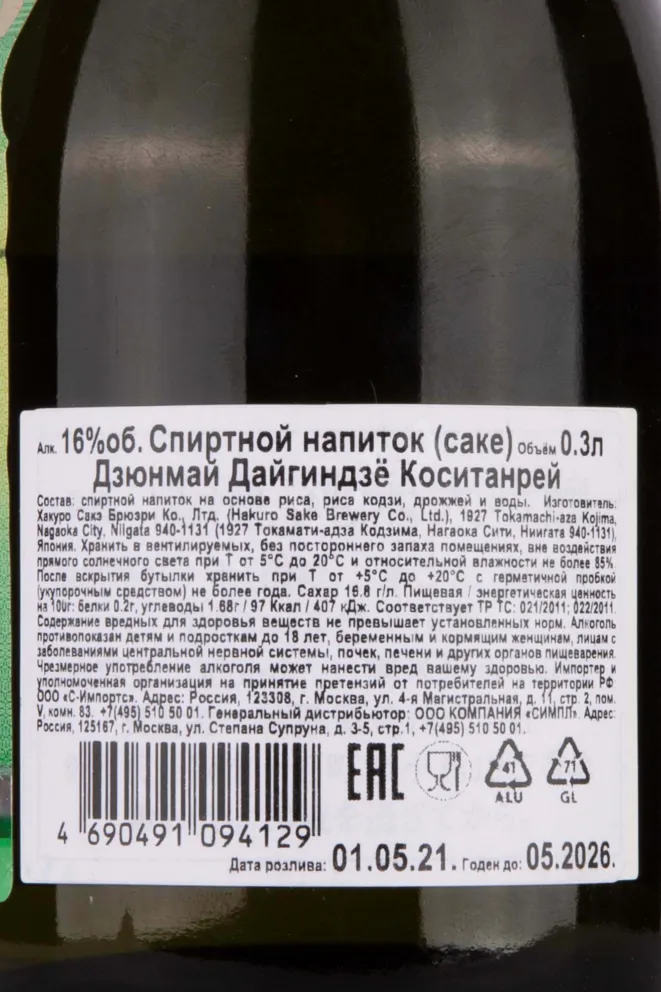 Алк. 16%об. Спиртной напиток (саке) Объём 0.3л
Дзюнмай Дайгиндзё Коситанрей
Состав: спиртной напиток на основе риса, риса кодзи, дрожжей и воды. Изготовитель:
Хакуро Сакэ Брюэри Ко., Лтд. (Hakuro Sake Brewery Co., Ltd.), 1927 Tokamachi-aza Kojima,
Nagaoka City, Niigata 940-1131 (1927 Токамати-адза Кодзима, Нагаока Сити, Ниигата 940-1131),
Япония. Хранить в вентилируемых, без постороннего запаха помещениях, вне воздействия
прямого солнечного света при Т от 5°С до 20°С и относительной влажности не более 85%.
После вскрытия бутылки хранить при Т от +5°С до +20°С с герметичной пробкой
(укупорочным средством) не более года. Сахар 16.8 г/л. Пищевая / энергетическая ценность
на 100г: белки 0.2г, углеводы 1.68г / 97 Ккал / 407 кДж. Соответствует ТР ТС: 021/2011; 022/2011.
Содержание вредных для здоровья веществ не превышает установленных норм. Алкоголь
противопоказан детям и подросткам до 18 лет, беременным и кормящим женщинам, лицам с
заболеваниями центральной нервной системы, почек, печени и других органов пищеварения.
Чрезмерное употребление алкоголя может нанести вред вашему здоровью. Импортер и
уполномоченная организация на принятие претензий от потребителей на территории РФ
ООО «С-Импортс». Адрес: Россия, 123308, г. Москва, ул. 4-я Магистральная, д. 11, стр. 2, пом.
V, комн. 83. +7(495) 510 50 01. Генеральный дистрибьютор: ООО КОМПАНИЯ «СИМПЛ». Адрес:
Россия, 125167, г. Москва, ул. Степана Супруна, д. 3-5, стр.1, +7(495) 510 50 01.
EAC 41 71
ALU GL
4 690491 094129
Дата розлива: 01.05.21. Годен до: 05.2026.